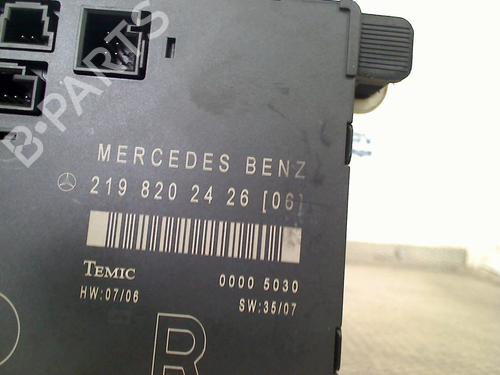 B-PARTS
MERCEDES BENZ
219 820 24 26 [06]
TEMIC
0000 5030
HW:07/06
SW:35/07
R